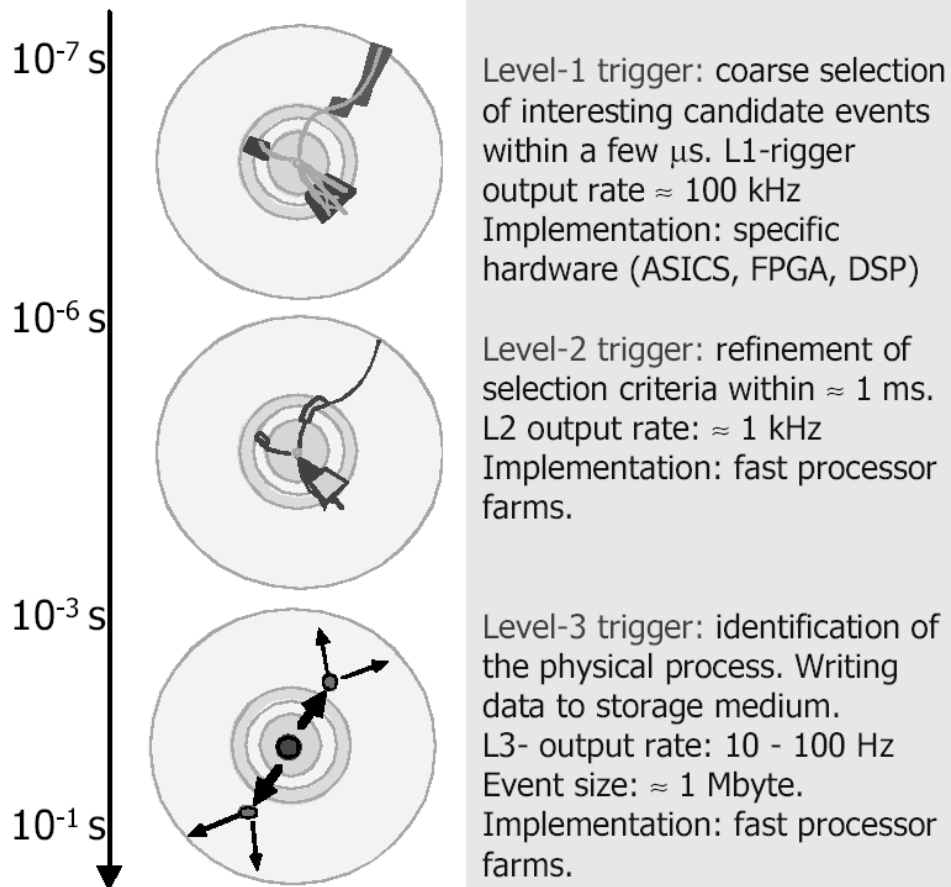 10⁻⁷ s
Level-1 trigger: coarse selection
of interesting candidate events
within a few μs. L1-rigger
output rate ≈ 100 kHz
Implementation: specific
hardware (ASICS, FPGA, DSP)
10⁻⁶ s
Level-2 trigger: refinement of
selection criteria within ≈ 1 ms.
L2 output rate: ≈ 1 kHz
Implementation: fast processor
farms.
10⁻³ s
Level-3 trigger: identification of
the physical process. Writing
data to storage medium.
L3- output rate: 10 - 100 Hz
Event size: ≈ 1 Mbyte.
Implementation: fast processor
farms.
10⁻¹ s